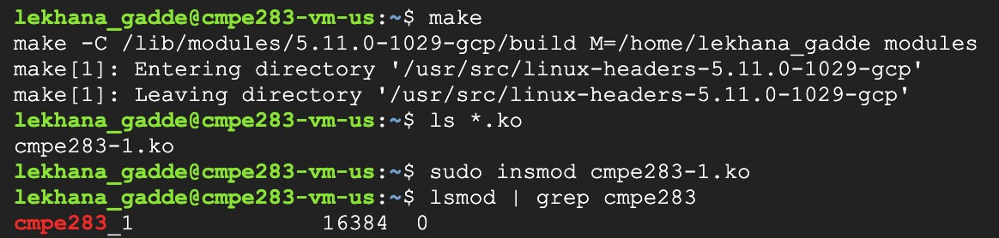 lekhana_gadde@cmpe283-vm-us:~$ make
make -C /lib/modules/5.11.0-1029-gcp/build M=/home/lekhana_gadde modules
make[1]: Entering directory '/usr/src/linux-headers-5.11.0-1029-gcp'
make[1]: Leaving directory '/usr/src/linux-headers-5.11.0-1029-gcp'
lekhana_gadde@cmpe283-vm-us:~$ ls *.ko
cmpe283-1.ko
lekhana_gadde@cmpe283-vm-us:~$ sudo insmod cmpe283-1.ko
lekhana_gadde@cmpe283-vm-us:~$ lsmod | grep cmpe283
cmpe283_1              16384  0